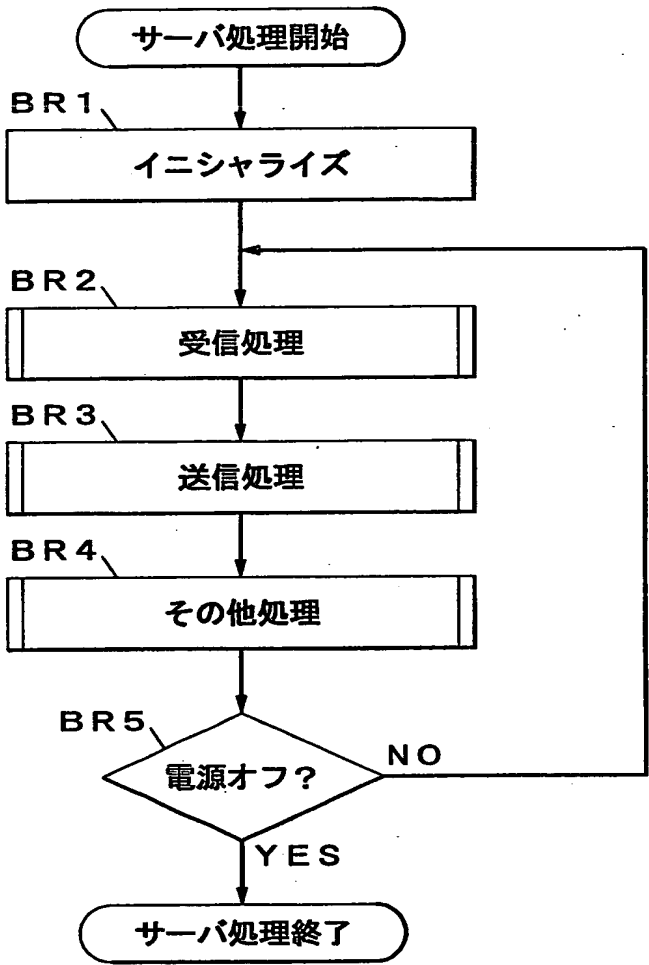 サーバ処理開始
BR1
イニシャライズ
BR2
受信処理
BR3
送信処理
BR4
その他処理
BR5
電源オフ?
NO
YES
サーバ処理終了